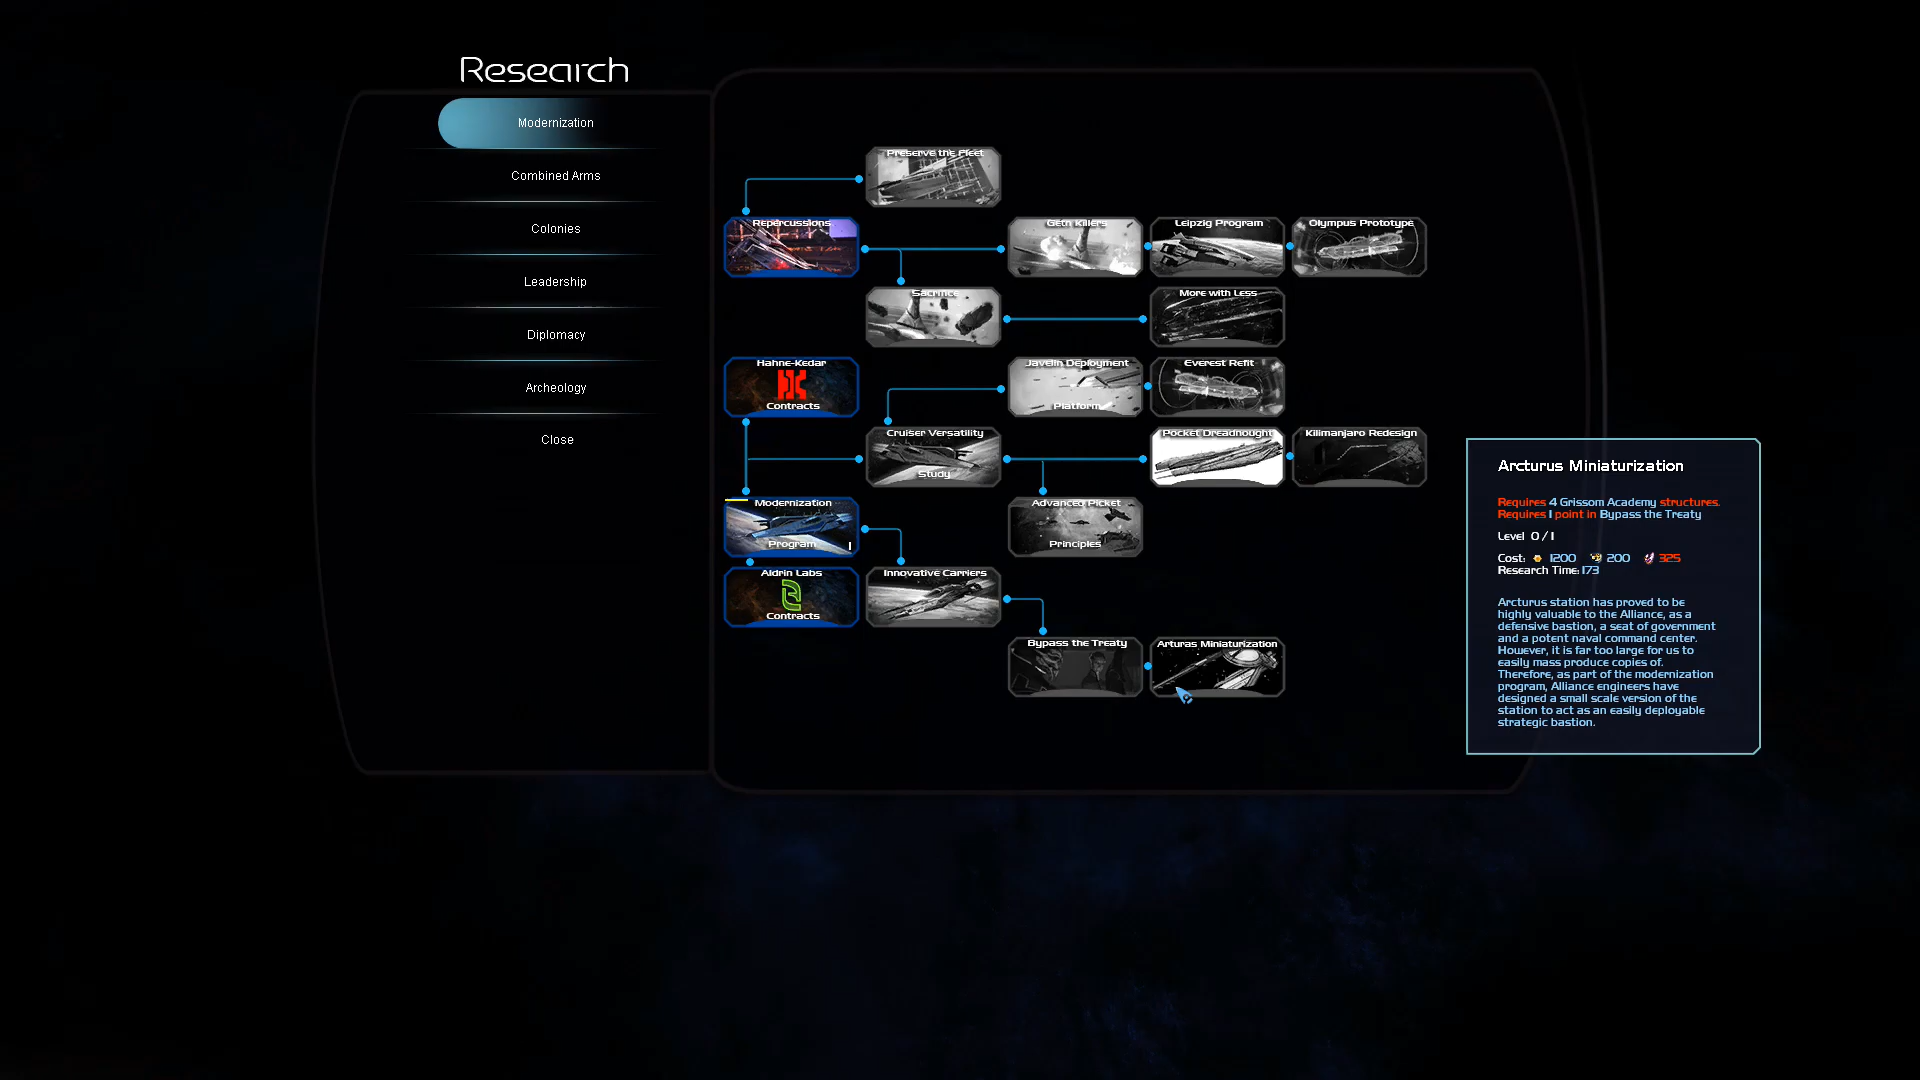 Research
Modernization
Combined Arms
Colonies
Leadership
Diplomacy
Archeology
Close
Preserve the Fleet
Repercussions
Geth Killers
Leipzig Program
Olympus Prototype
Sacrifice
More with Less
Hahne-Kedar
Contracts
Javelin Deployment
Platform
Everest Refit
Cruiser Versatility
Study
Pocket Dreadnought
Kilimanjaro Redesign
Modernization
Program
1
Advanced Picket
Principles
Aldrin Labs
Contracts
Innovative Carriers
Bypass the Treaty
Arturas Miniaturization
Arcturus Miniaturization
Requires 4 Grissom Academy structures.
Requires 1 point in Bypass the Treaty
Level 0 / 1
Cost: 1200 200 325
Research Time: 173
Arcturus station has proved to be
highly valuable to the Alliance, as a
defensive bastion, a seat of government
and a potent naval command center.
However, it is far too large for us to
easily mass produce copies of.
Therefore, as part of the modernization
program, Alliance engineers have
designed a small scale version of the
station to act as an easily deployable
strategic bastion.